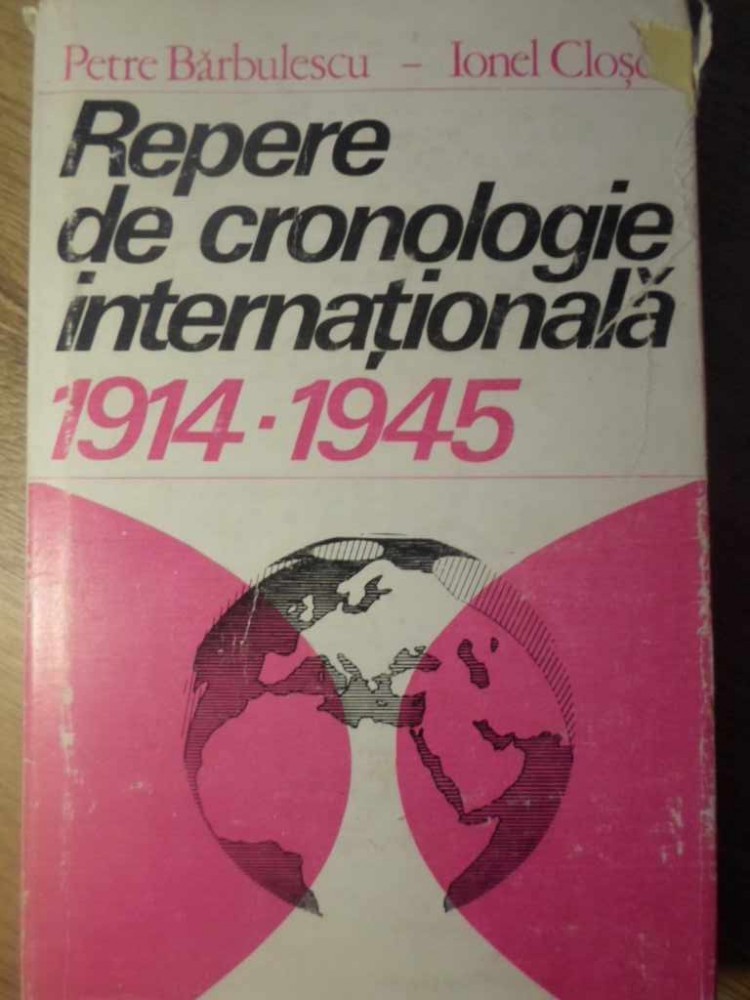 Petre Bărbulescu – Ionel
Repere
de cronologie
internațională
1914·1945